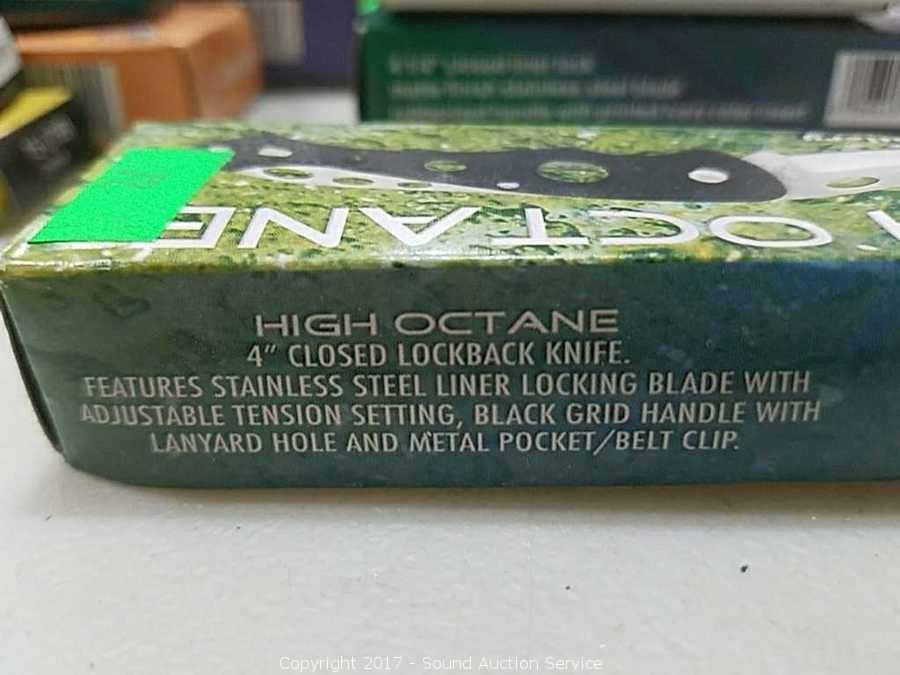 OCTANE
HIGH OCTANE
4" CLOSED LOCKBACK KNIFE.
FEATURES STAINLESS STEEL LINER LOCKING BLADE WITH
ADJUSTABLE TENSION SETTING, BLACK GRID HANDLE WITH
LANYARD HOLE AND METAL POCKET/BELT CLIP.
Copyright 2017 - Sound Auction Service